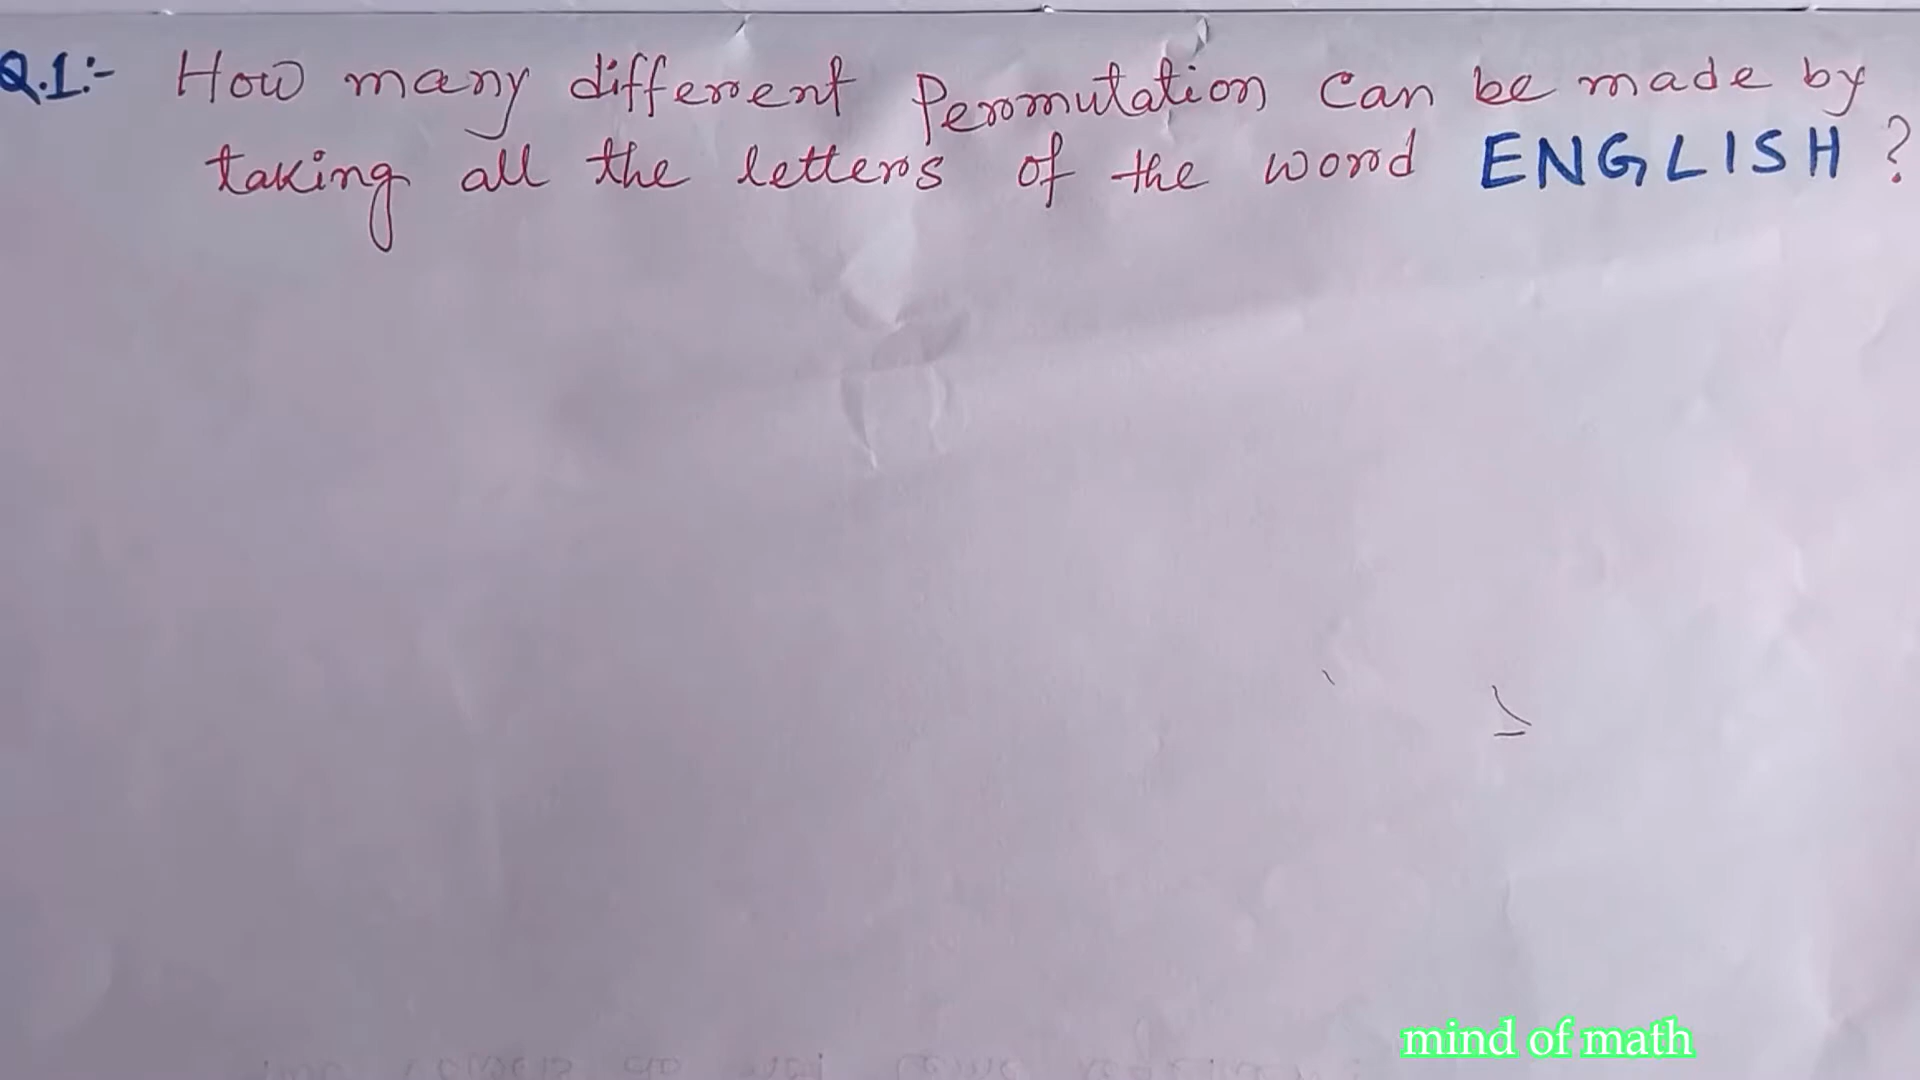 Q.1:- How many different Permutation can be made by
taking all the letters of the word ENGLISH ?
mind of math